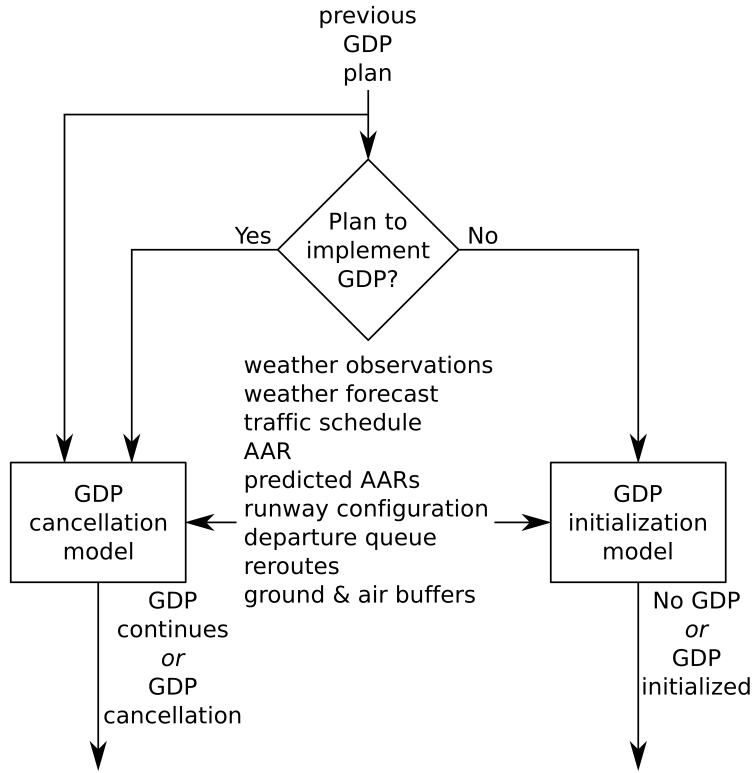 previous
GDP
plan
Yes
Plan to
implement
GDP?
No
weather observations
weather forecast
traffic schedule
AAR
predicted AARs
runway configuration
departure queue
reroutes
ground & air buffers
GDP
cancellation
model
GDP
initialization
model
GDP
continues
or
GDP
cancellation
No GDP
or
GDP
initialized